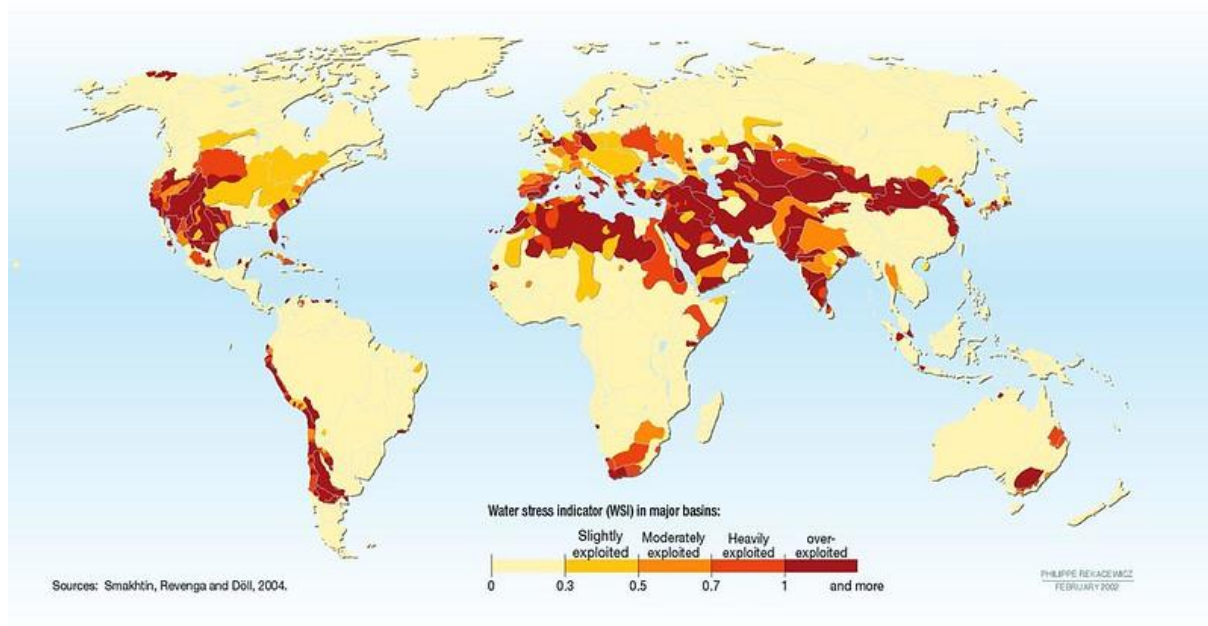 Water stress indicator (WSI) in major basins:
Slightly exploited
Moderately exploited
Heavily exploited
over-exploited
0
0.3
0.5
0.7
1
and more
Sources: Smakhtin, Revenga and Döll, 2004.
PHILIPPE REKACEWICZ
FEBRUARY 2002